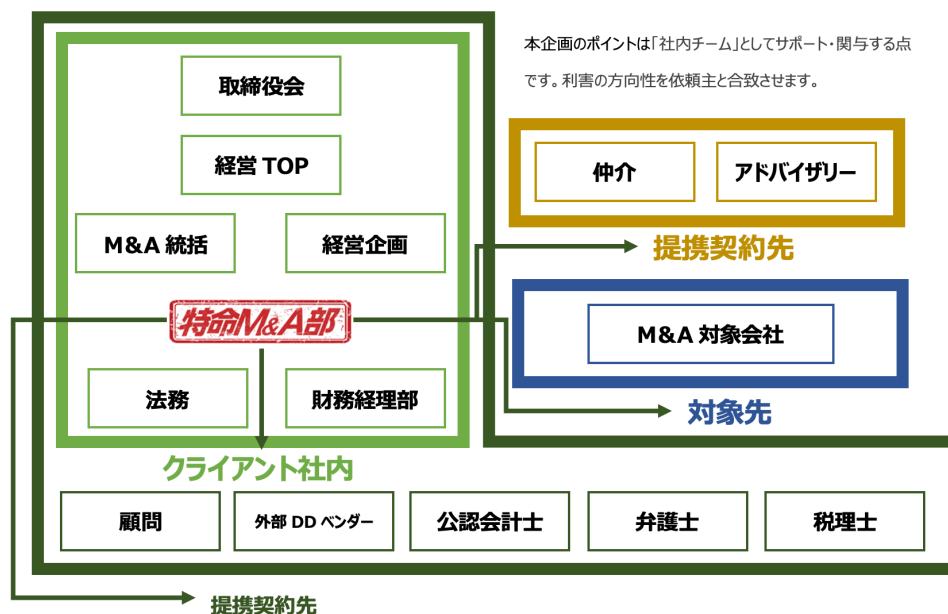 本企画のポイントは「社内チーム」としてサポート・関与する点
です。利害の方向性を依頼主と合致させます。
取締役会
経営 TOP
M&A 統括
経営企画
特命M&A部
法務
財務経理部
クライアント社内
仲介
アドバイザリー
提携契約先
M&A 対象会社
対象先
顧問
外部 DD ベンダー
公認会計士
弁護士
税理士
提携契約先